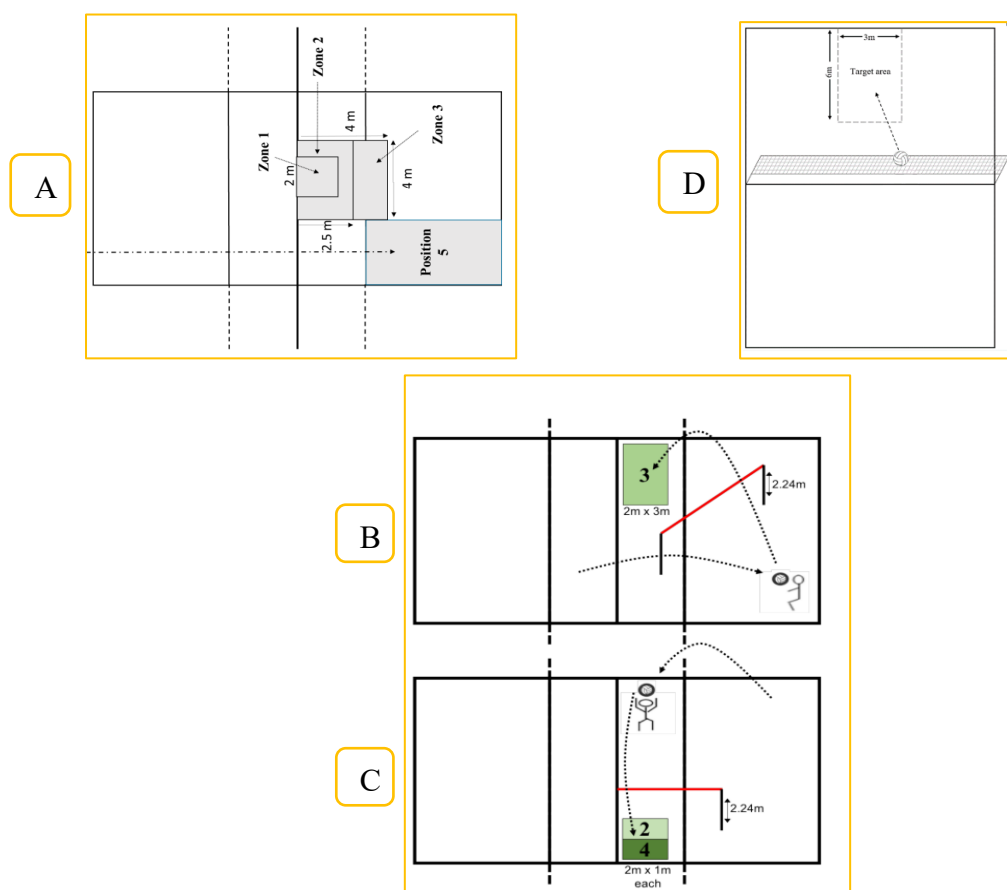 A
Zone 1
Zone 2
Zone 3
2 m
4 m
4 m
2.5 m
Position
5
D
3m
6m
Target area
B
3
2m x 3m
2.24m
C
2
4
2m x 1m
each
2.24m